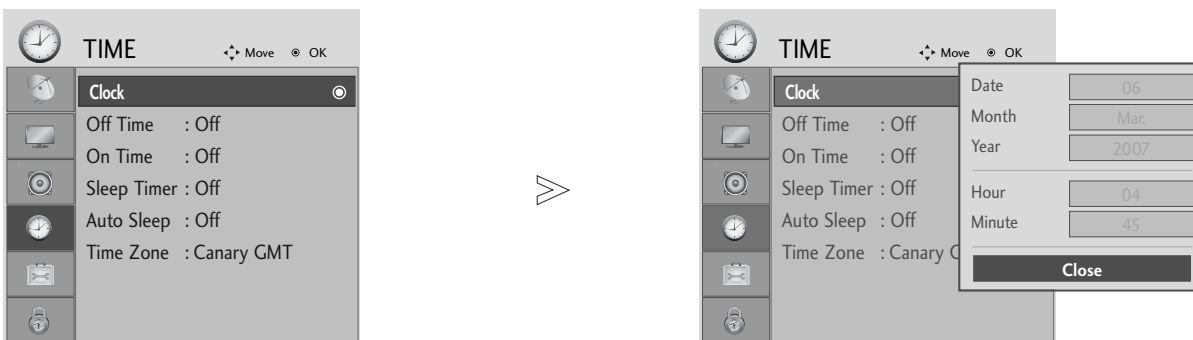 TIME
Move OK
Clock
Off Time : Off
On Time : Off
Sleep Timer : Off
Auto Sleep : Off
Time Zone : Canary GMT
TIME
Move OK
Clock
Off Time : Off
On Time : Off
Sleep Timer : Off
Auto Sleep : Off
Time Zone : Canary
Date 06
Month Mar.
Year 2007
Hour 04
Minute 45
Close